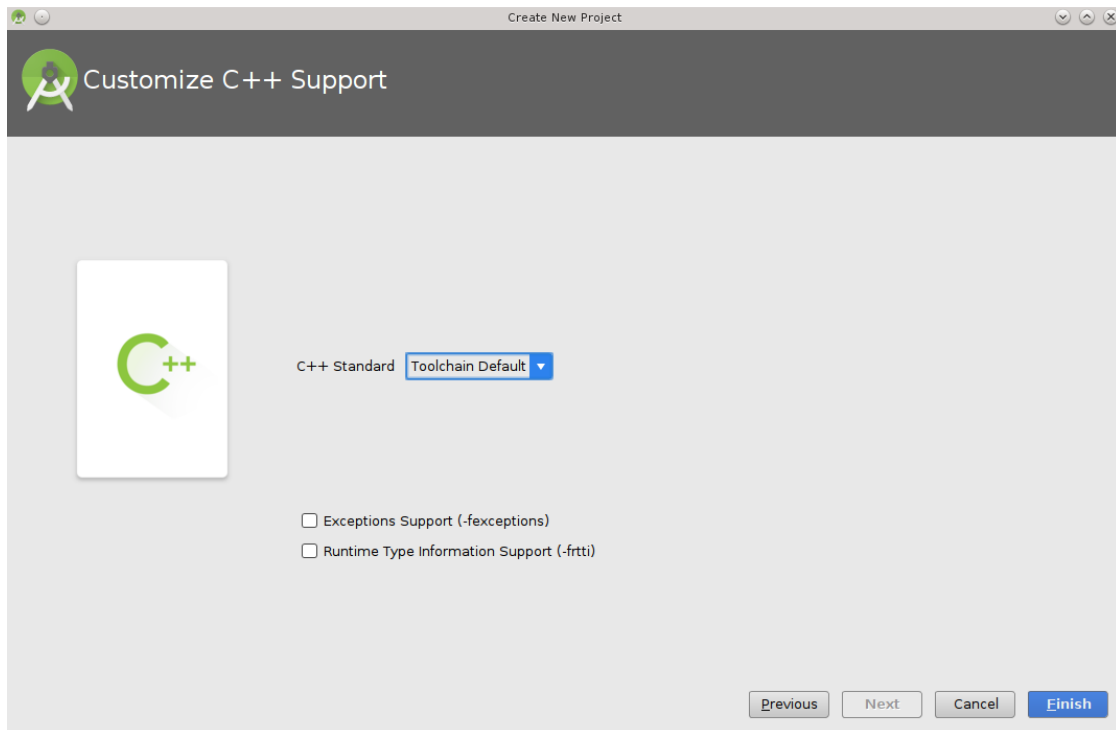 Create New Project
Customize C++ Support
C++
C++ Standard Toolchain Default
Exceptions Support (-fexceptions)
Runtime Type Information Support (-frtti)
Previous Next Cancel Finish